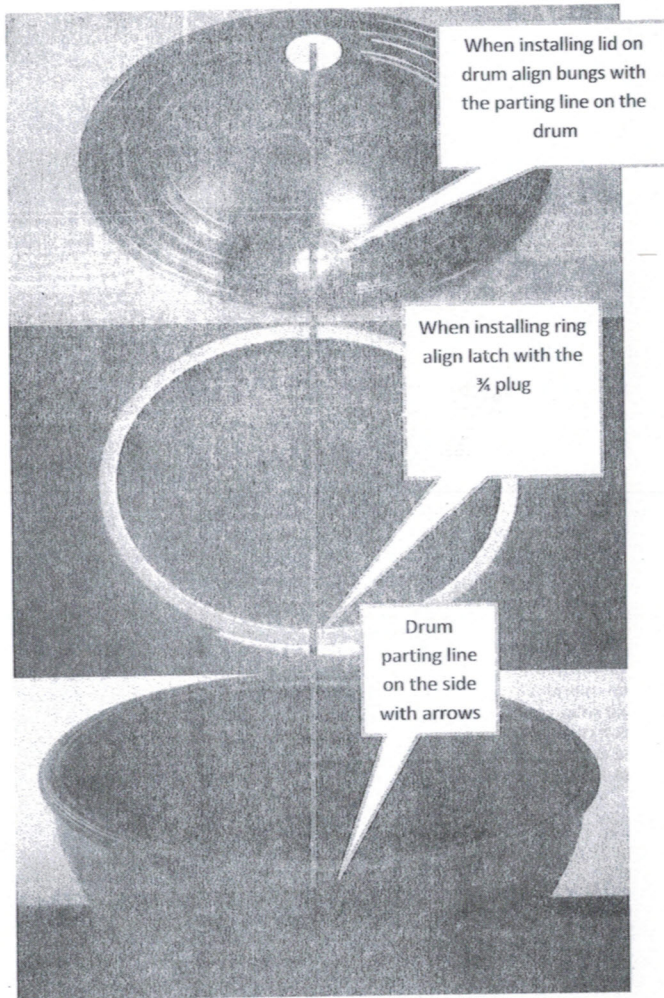 When installing lid on
drum align bungs with
the parting line on the
drum
When installing ring
align latch with the
¾ plug
Drum
parting line
on the side
with arrows